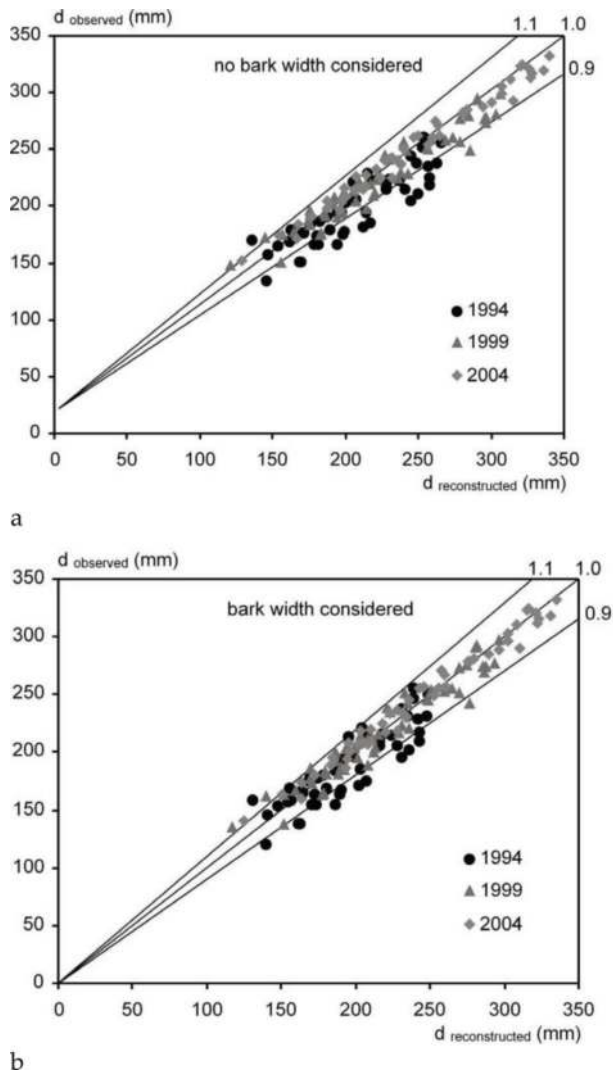 d observed (mm)
1.1 1.0
350
no bark width considered
0.9
300
250
200
150
1994
100
1999
50
2004
0
0 50 100 150 200 250 300 350
d reconstructed (mm)
a
d observed (mm)
1.1 1.0
350
bark width considered
0.9
300
250
200
150
1994
100
1999
50
2004
0
0 50 100 150 200 250 300 350
d reconstructed (mm)
b